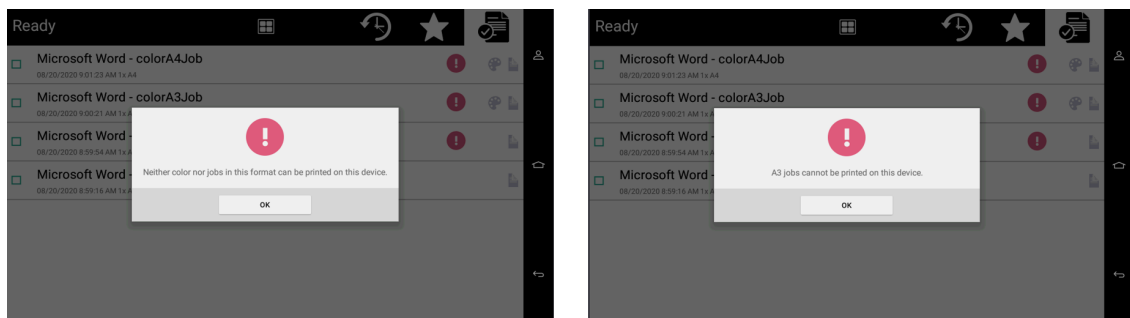 Ready
Microsoft Word - colorA4Job
08/20/2020 9:01:23 AM 1x A4
Microsoft Word - colorA3Job
08/20/2020 9:00:21 AM 1x A
Microsoft Word -
08/20/2020 8:59:54 AM 1x A
Microsoft Word -
08/20/2020 8:59:16 AM 1x A
Neither color nor jobs in this format can be printed on this device.
OK
Ready
Microsoft Word - colorA4Job
08/20/2020 9:01:23 AM 1x A4
Microsoft Word - colorA3Job
08/20/2020 9:00:21 AM 1x A
Microsoft Word -
08/20/2020 8:59:54 AM 1x A
Microsoft Word -
08/20/2020 8:59:16 AM 1x A
A3 jobs cannot be printed on this device.
OK